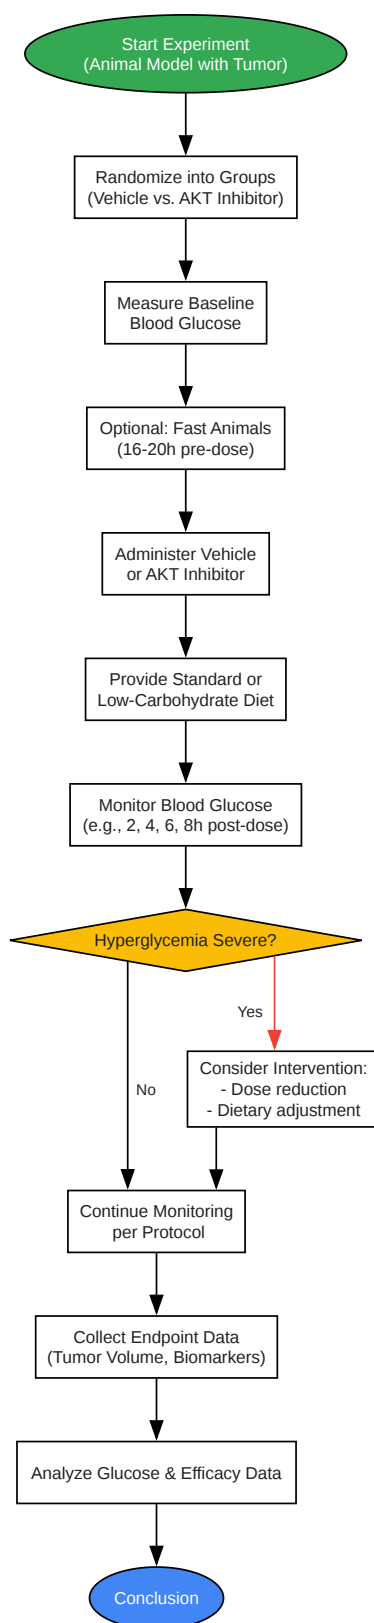 Start Experiment
(Animal Model with Tumor)
Randomize into Groups
(Vehicle vs. AKT Inhibitor)
Measure Baseline
Blood Glucose
Optional: Fast Animals
(16-20h pre-dose)
Administer Vehicle
or AKT Inhibitor
Provide Standard or
Low-Carbohydrate Diet
Monitor Blood Glucose
(e.g., 2, 4, 6, 8h post-dose)
Hyperglycemia Severe?
Yes
Consider Intervention:
- Dose reduction
- Dietary adjustment
No
Continue Monitoring
per Protocol
Collect Endpoint Data
(Tumor Volume, Biomarkers)
Analyze Glucose & Efficacy Data
Conclusion